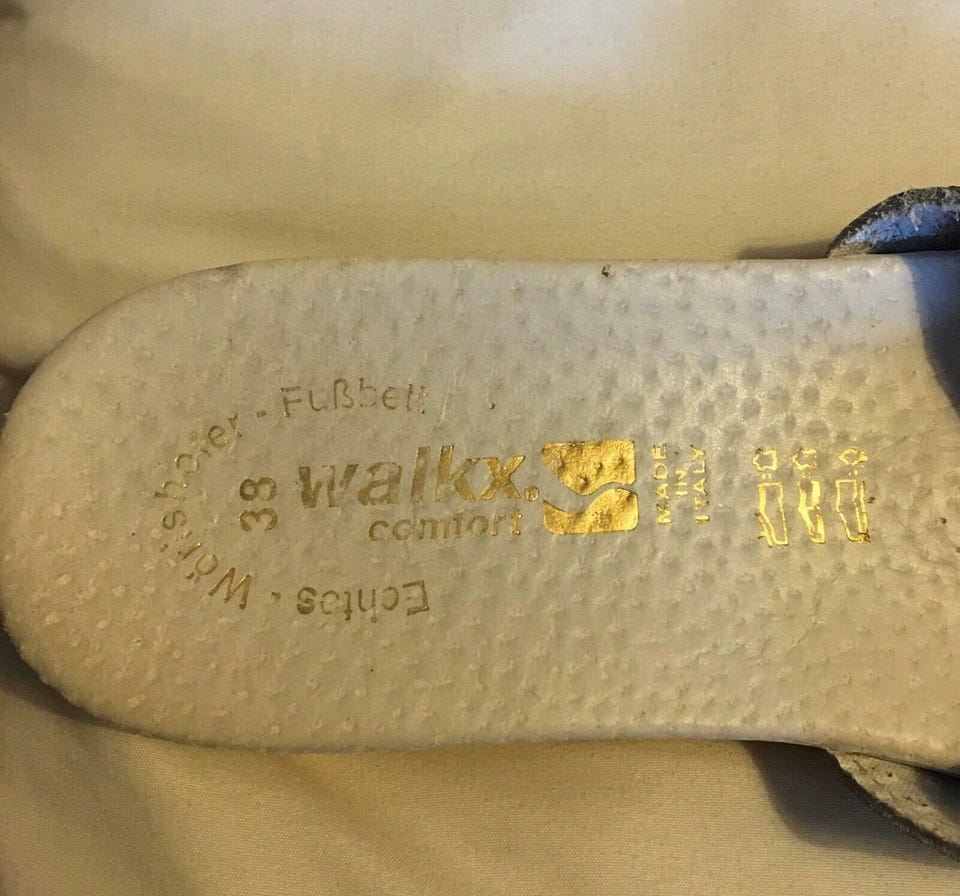 Echtes - Wörishofer - Fußbett
38
walkx®
comfort
MADE
IN
ITALY